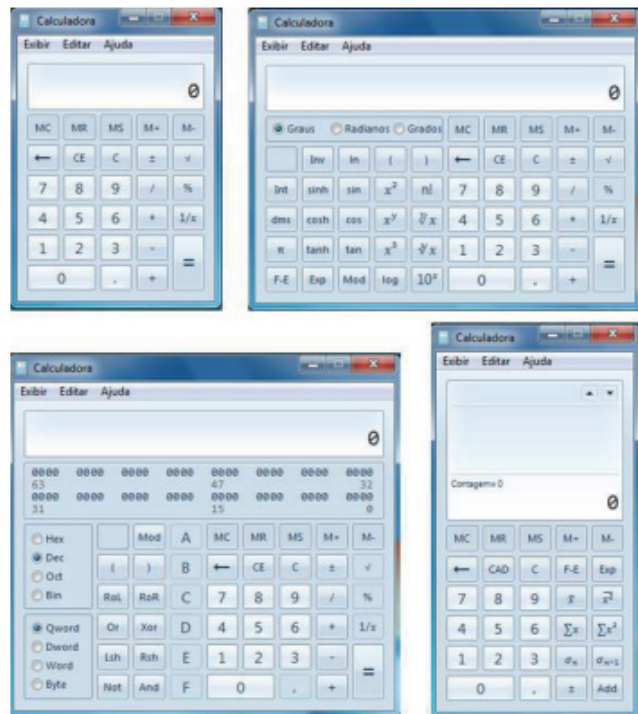 Calculadora
Exibir Editar Ajuda
0
MC MR MS M+ M-
← CE C ± √
7 8 9 / %
4 5 6 * 1/x
1 2 3 - =
0 , +
Calculadora
Exibir Editar Ajuda
0
Graus Radianos Grados MC MR MS M+ M-
Inv ln ( ) ← CE C ± √
Int sinh sin x² n! 7 8 9 / %
dms cosh cos xʸ ʸ√x 4 5 6 * 1/x
π tanh tan x³ ³√x 1 2 3 - =
F-E Exp Mod log 10ˣ 0 , +
Calculadora
Exibir Editar Ajuda
0
0000 0000 0000 0000 0000 0000 0000 0000
63 47 32
0000 0000 0000 0000 0000 0000 0000 0000
31 15 0
Hex Mod A MC MR MS M+ M-
Dec ( ) B ← CE C ± √
Oct
Bin RoL RoR C 7 8 9 / %
Qword Or Xor D 4 5 6 * 1/x
Dword
Word Lsh Rsh E 1 2 3 - =
Byte Not And F 0 , +
Calculadora
Exibir Editar Ajuda
Contagem= 0
0
MC MR MS M+ M-
← CAD C F-E Exp
7 8 9 x̄ x̄²
4 5 6 ∑x ∑x²
1 2 3 σₙ σₙ₋₁
0 , ± Add